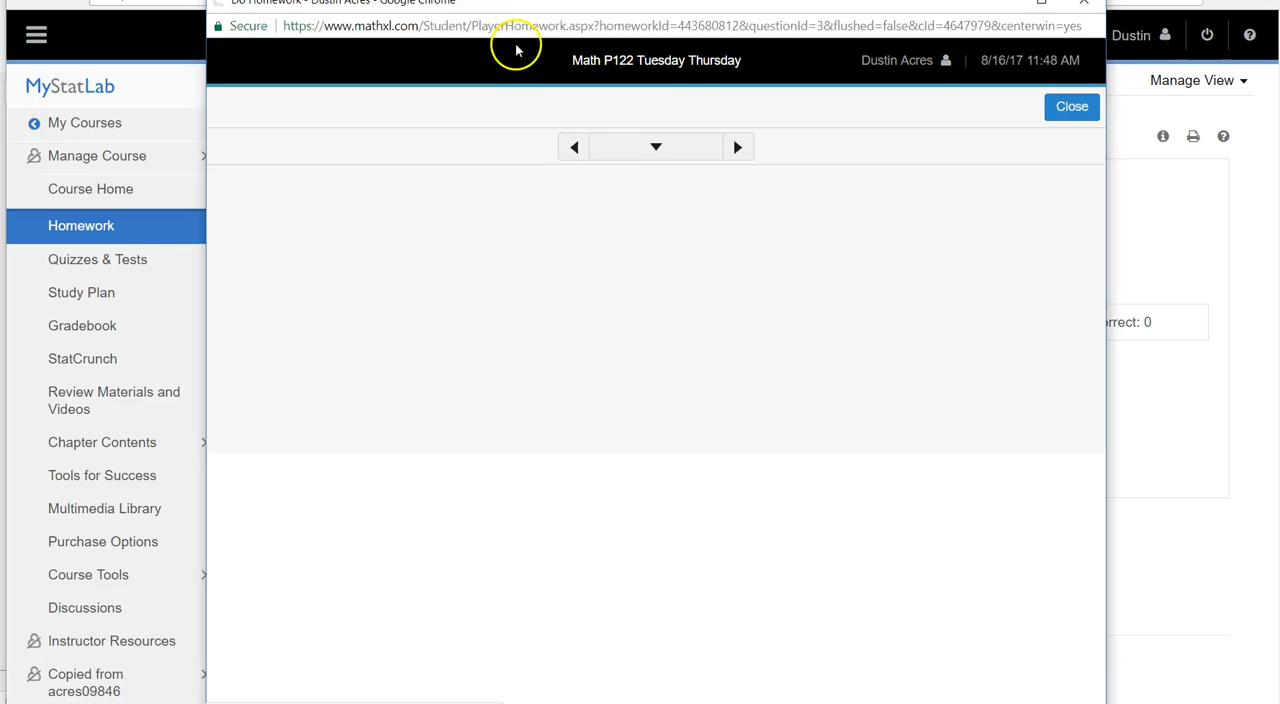 Do Homework - Dustin Acres - Google Chrome
Secure https://www.mathxl.com/Student/PlayerHomework.aspx?homeworkId=443680812&questionId=3&flushed=false&cId=4647979&centerwin=yes
Dustin
Math P122 Tuesday Thursday
Dustin Acres | 8/16/17 11:48 AM
Manage View
MyStatLab
Close
My Courses
Manage Course
Course Home
Homework
Quizzes & Tests
Study Plan
Gradebook
rrect: 0
StatCrunch
Review Materials and
Videos
Chapter Contents
Tools for Success
Multimedia Library
Purchase Options
Course Tools
Discussions
Instructor Resources
Copied from
acres09846